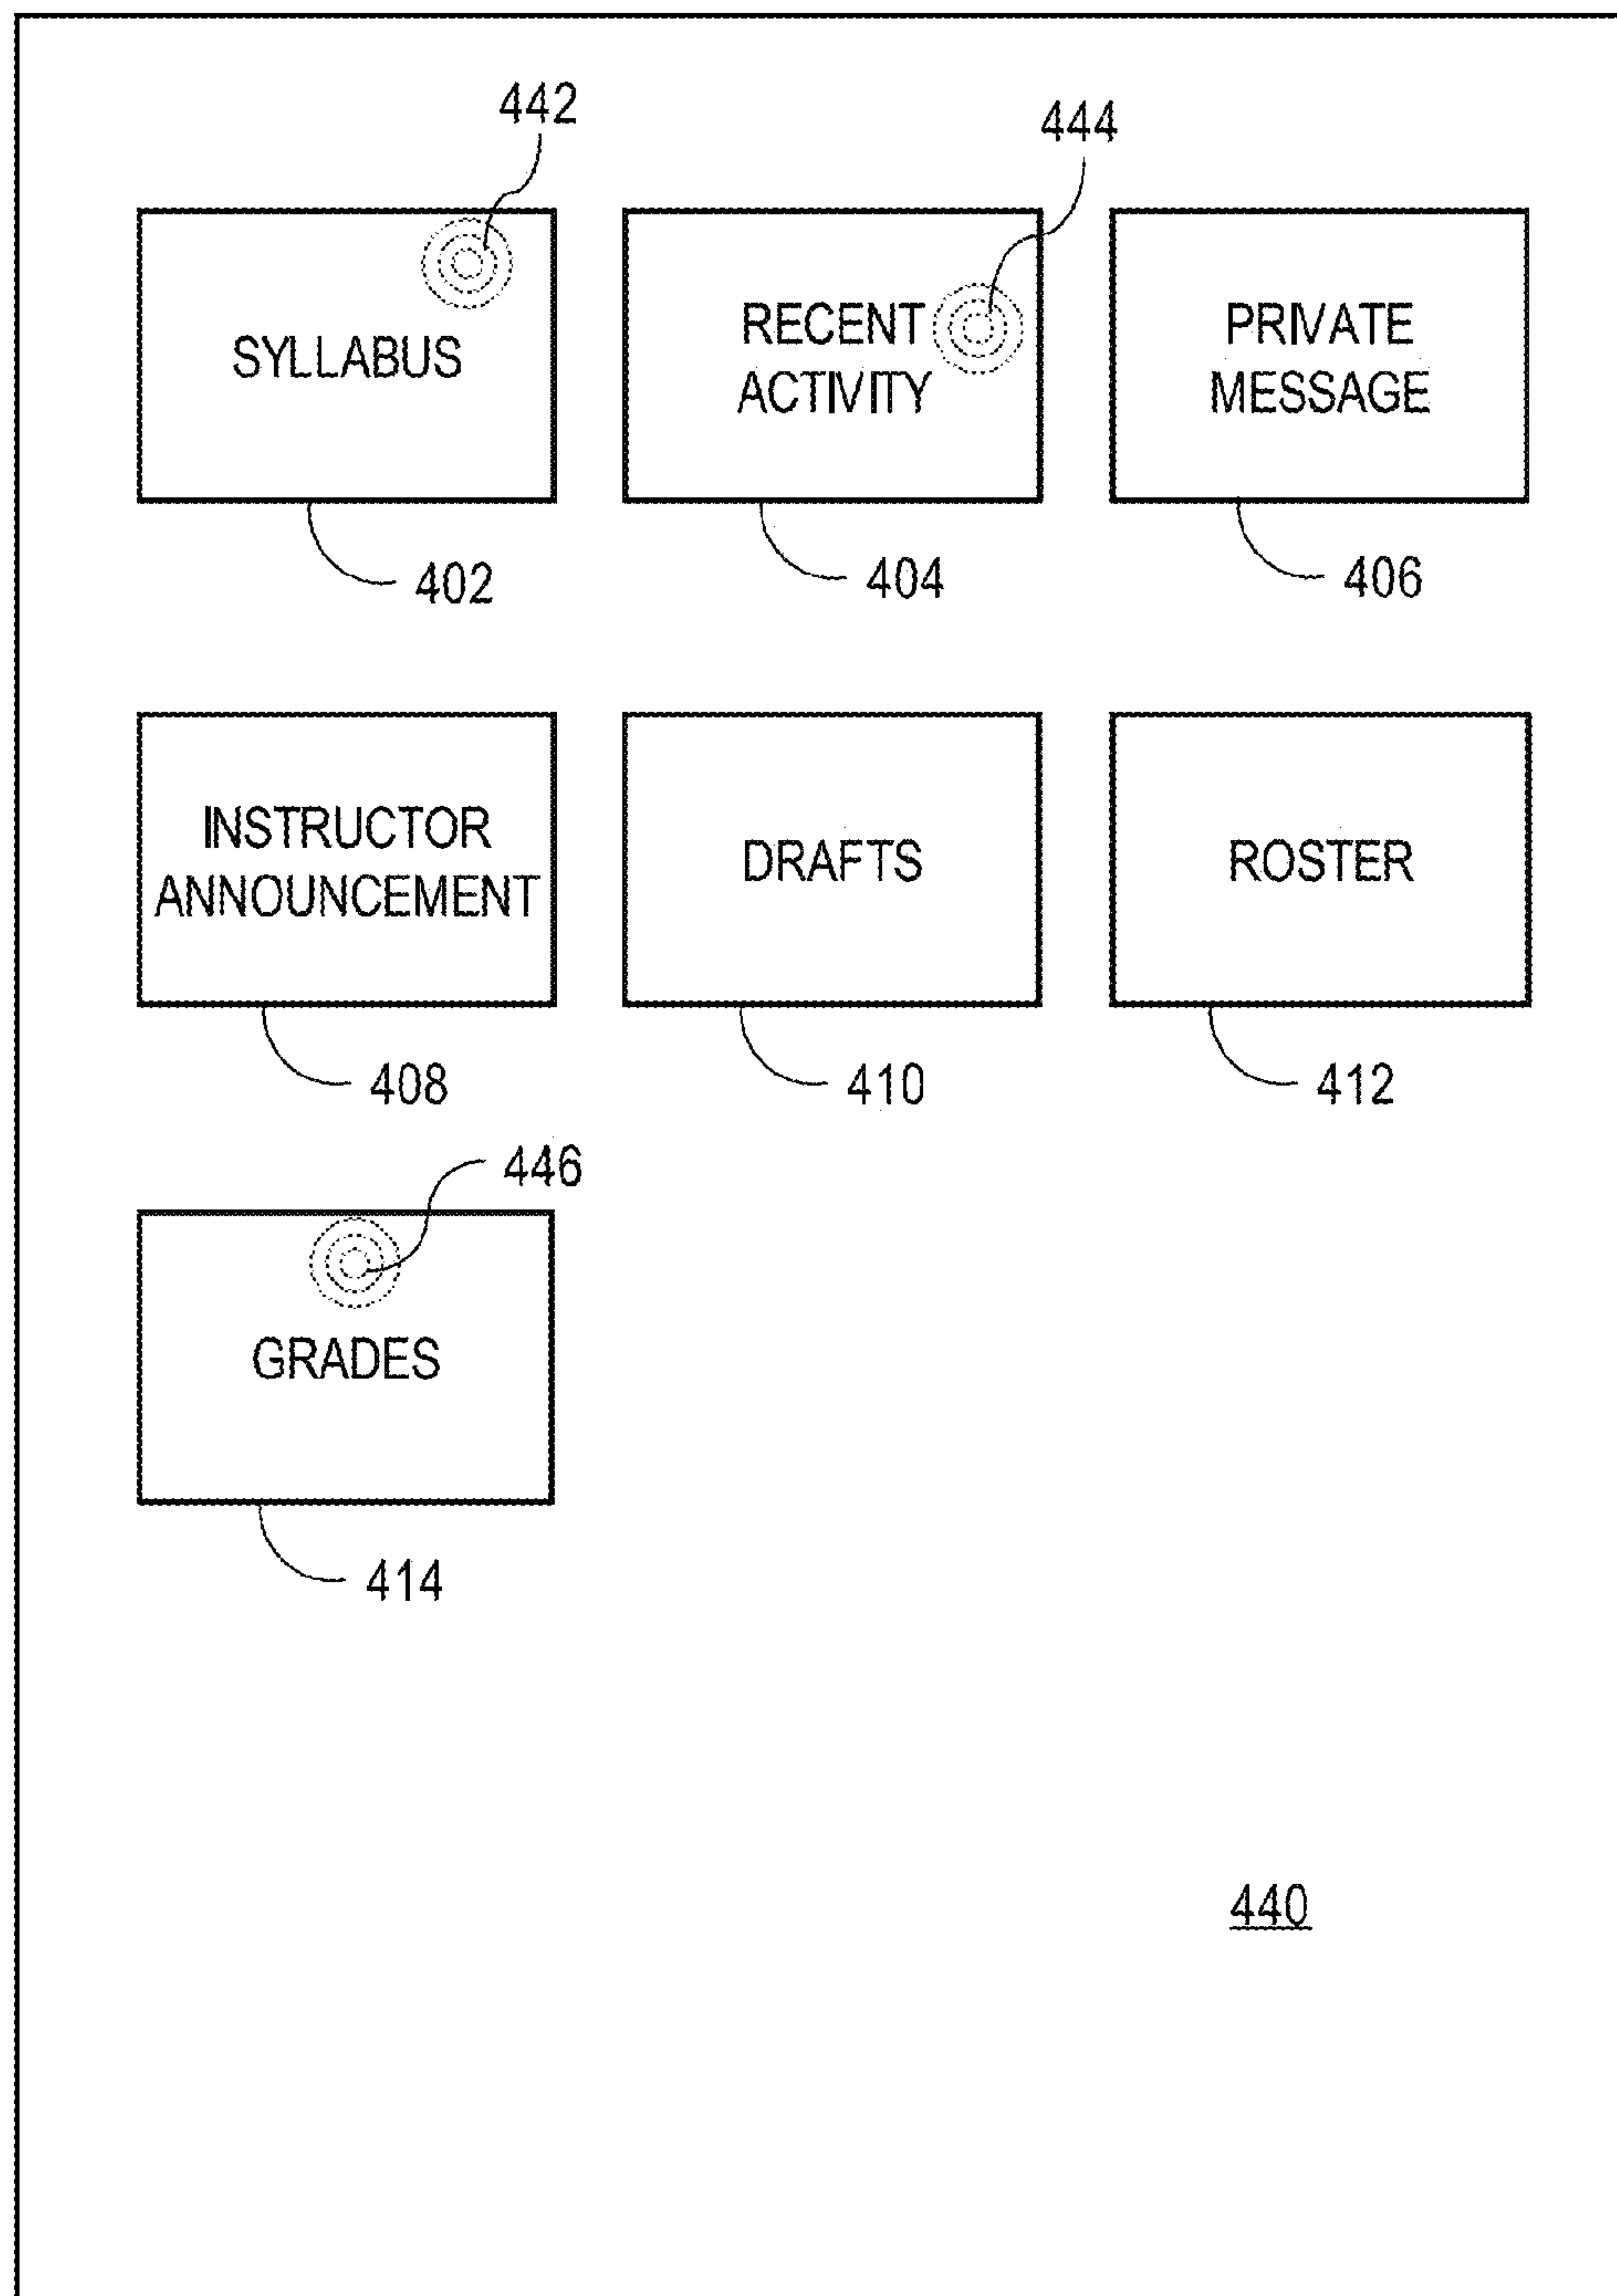 442
444
SYLLABUS
RECENT
ACTIVITY
PRIVATE
MESSAGE
402
404
406
INSTRUCTOR
ANNOUNCEMENT
DRAFTS
ROSTER
408
410
412
446
GRADES
414
440